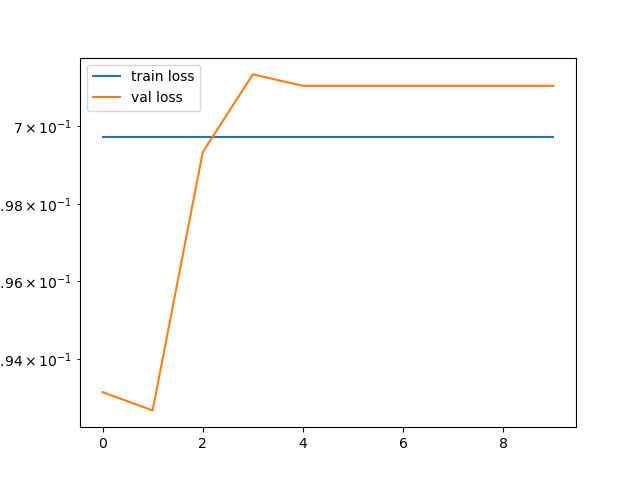 train loss
val loss
7 × 10⁻¹
.98 × 10⁻¹
.96 × 10⁻¹
.94 × 10⁻¹
0 2 4 6 8